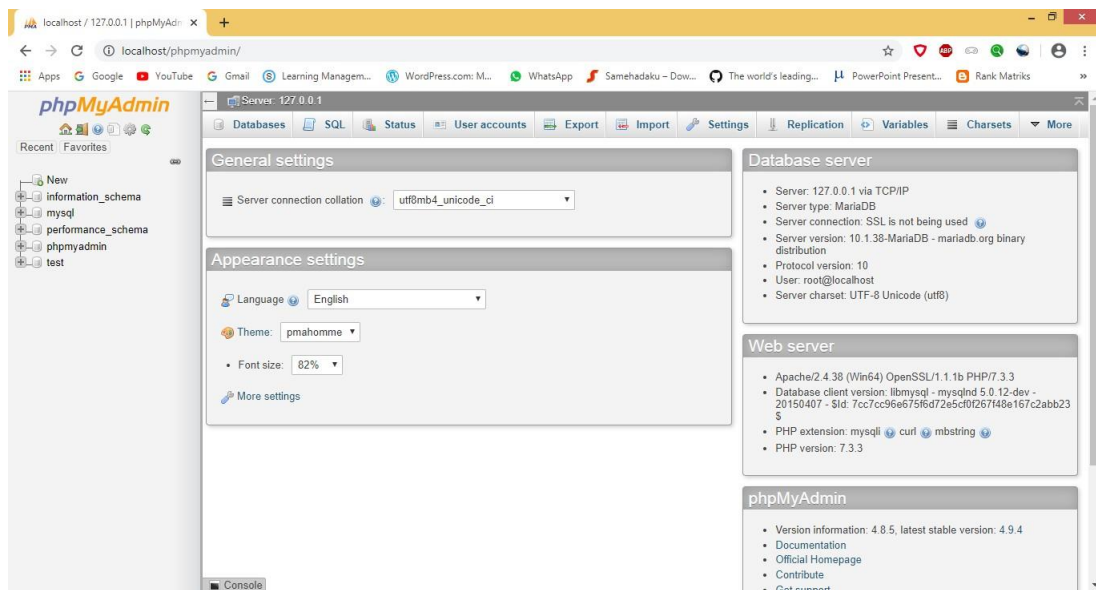 localhost / 127.0.0.1 | phpMyAdm
localhost/phpmyadmin/
Apps Google YouTube Gmail Learning Managem... WordPress.com: M... WhatsApp Samehadaku – Dow... The world's leading... PowerPoint Present... Rank Matriks »
phpMyAdmin
Recent Favorites
New
information_schema
mysql
performance_schema
phpmyadmin
test
Server: 127.0.0.1
Databases SQL Status User accounts Export Import Settings Replication Variables Charsets More
General settings
Server connection collation : utf8mb4_unicode_ci
Appearance settings
Language English
Theme: pmahomme
• Font size: 82%
More settings
Database server
• Server: 127.0.0.1 via TCP/IP
• Server type: MariaDB
• Server connection: SSL is not being used
• Server version: 10.1.38-MariaDB - mariadb.org binary
distribution
• Protocol version: 10
• User: root@localhost
• Server charset: UTF-8 Unicode (utf8)
Web server
• Apache/2.4.38 (Win64) OpenSSL/1.1.1b PHP/7.3.3
• Database client version: libmysql - mysqlnd 5.0.12-dev -
20150407 - $Id: 7cc7cc96e675f6d72e5cf0f267f48e167c2abb23
$
• PHP extension: mysqli curl mbstring
• PHP version: 7.3.3
phpMyAdmin
• Version information: 4.8.5, latest stable version: 4.9.4
• Documentation
• Official Homepage
• Contribute
• Get support
Console